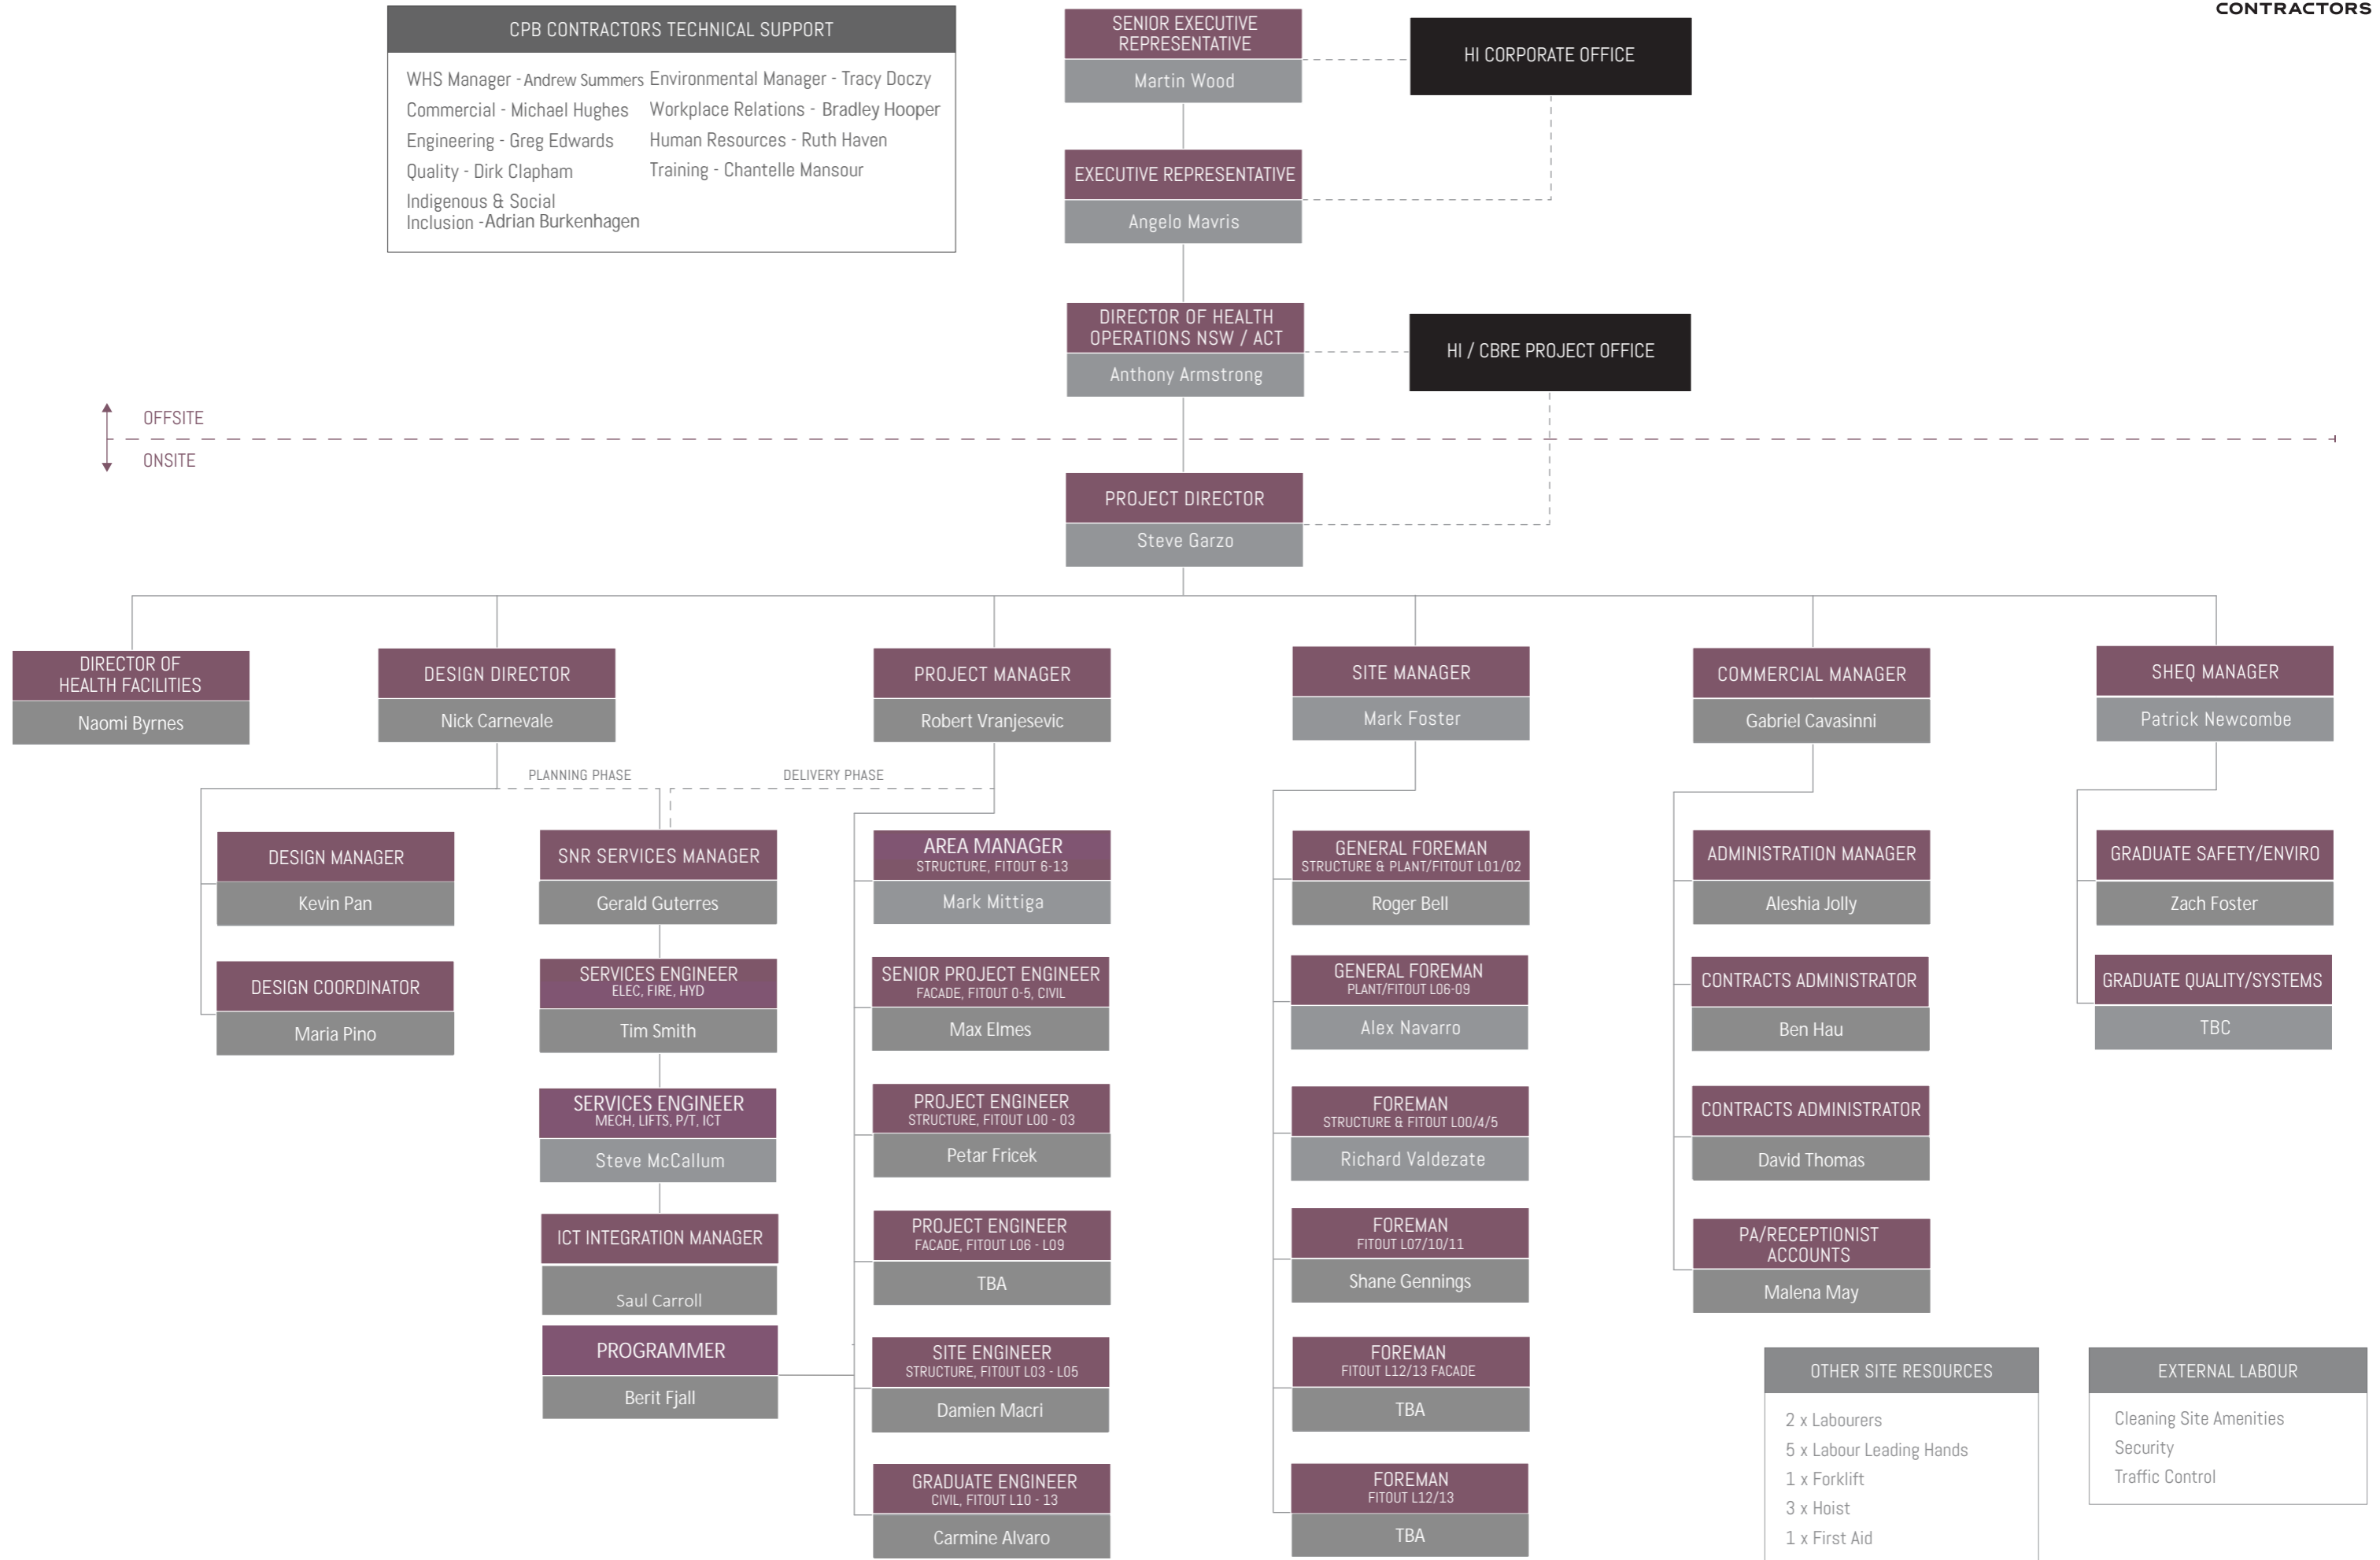 CONTRACTORS
CPB CONTRACTORS TECHNICAL SUPPORT
WHS Manager - Andrew Summers
Commercial - Michael Hughes
Engineering - Greg Edwards
Quality - Dirk Clapham
Indigenous & Social
Inclusion - Adrian Burkenhagen
Environmental Manager - Tracy Doczy
Workplace Relations - Bradley Hooper
Human Resources - Ruth Haven
Training - Chantelle Mansour
SENIOR EXECUTIVE
REPRESENTATIVE
Martin Wood
HI CORPORATE OFFICE
EXECUTIVE REPRESENTATIVE
Angelo Mavris
DIRECTOR OF HEALTH
OPERATIONS NSW / ACT
Anthony Armstrong
HI / CBRE PROJECT OFFICE
OFFSITE
ONSITE
PROJECT DIRECTOR
Steve Garzo
DIRECTOR OF
HEALTH FACILITIES
Naomi Byrnes
DESIGN DIRECTOR
Nick Carnevale
PROJECT MANAGER
Robert Vranjesevic
SITE MANAGER
Mark Foster
COMMERCIAL MANAGER
Gabriel Cavasinni
SHEQ MANAGER
Patrick Newcombe
PLANNING PHASE
DELIVERY PHASE
DESIGN MANAGER
Kevin Pan
DESIGN COORDINATOR
Maria Pino
SNR SERVICES MANAGER
Gerald Guterres
SERVICES ENGINEER
ELEC, FIRE, HYD
Tim Smith
SERVICES ENGINEER
MECH, LIFTS, P/T, ICT
Steve McCallum
ICT INTEGRATION MANAGER
Saul Carroll
PROGRAMMER
Berit Fjall
AREA MANAGER
STRUCTURE, FITOUT 6-13
Mark Mittiga
SENIOR PROJECT ENGINEER
FACADE, FITOUT 0-5, CIVIL
Max Elmes
PROJECT ENGINEER
STRUCTURE, FITOUT L00 - 03
Petar Fricek
PROJECT ENGINEER
FACADE, FITOUT L06 - L09
TBA
SITE ENGINEER
STRUCTURE, FITOUT L03 - L05
Damien Macri
GRADUATE ENGINEER
CIVIL, FITOUT L10 - 13
Carmine Alvaro
GENERAL FOREMAN
STRUCTURE & PLANT/FITOUT L01/02
Roger Bell
GENERAL FOREMAN
PLANT/FITOUT L06-09
Alex Navarro
FOREMAN
STRUCTURE & FITOUT L00/4/5
Richard Valdezate
FOREMAN
FITOUT L07/10/11
Shane Gennings
FOREMAN
FITOUT L12/13 FACADE
TBA
FOREMAN
FITOUT L12/13
TBA
ADMINISTRATION MANAGER
Aleshia Jolly
CONTRACTS ADMINISTRATOR
Ben Hau
CONTRACTS ADMINISTRATOR
David Thomas
PA/RECEPTIONIST
ACCOUNTS
Malena May
GRADUATE SAFETY/ENVIRO
Zach Foster
GRADUATE QUALITY/SYSTEMS
TBC
OTHER SITE RESOURCES
2 x Labourers
5 x Labour Leading Hands
1 x Forklift
3 x Hoist
1 x First Aid
EXTERNAL LABOUR
Cleaning Site Amenities
Security
Traffic Control